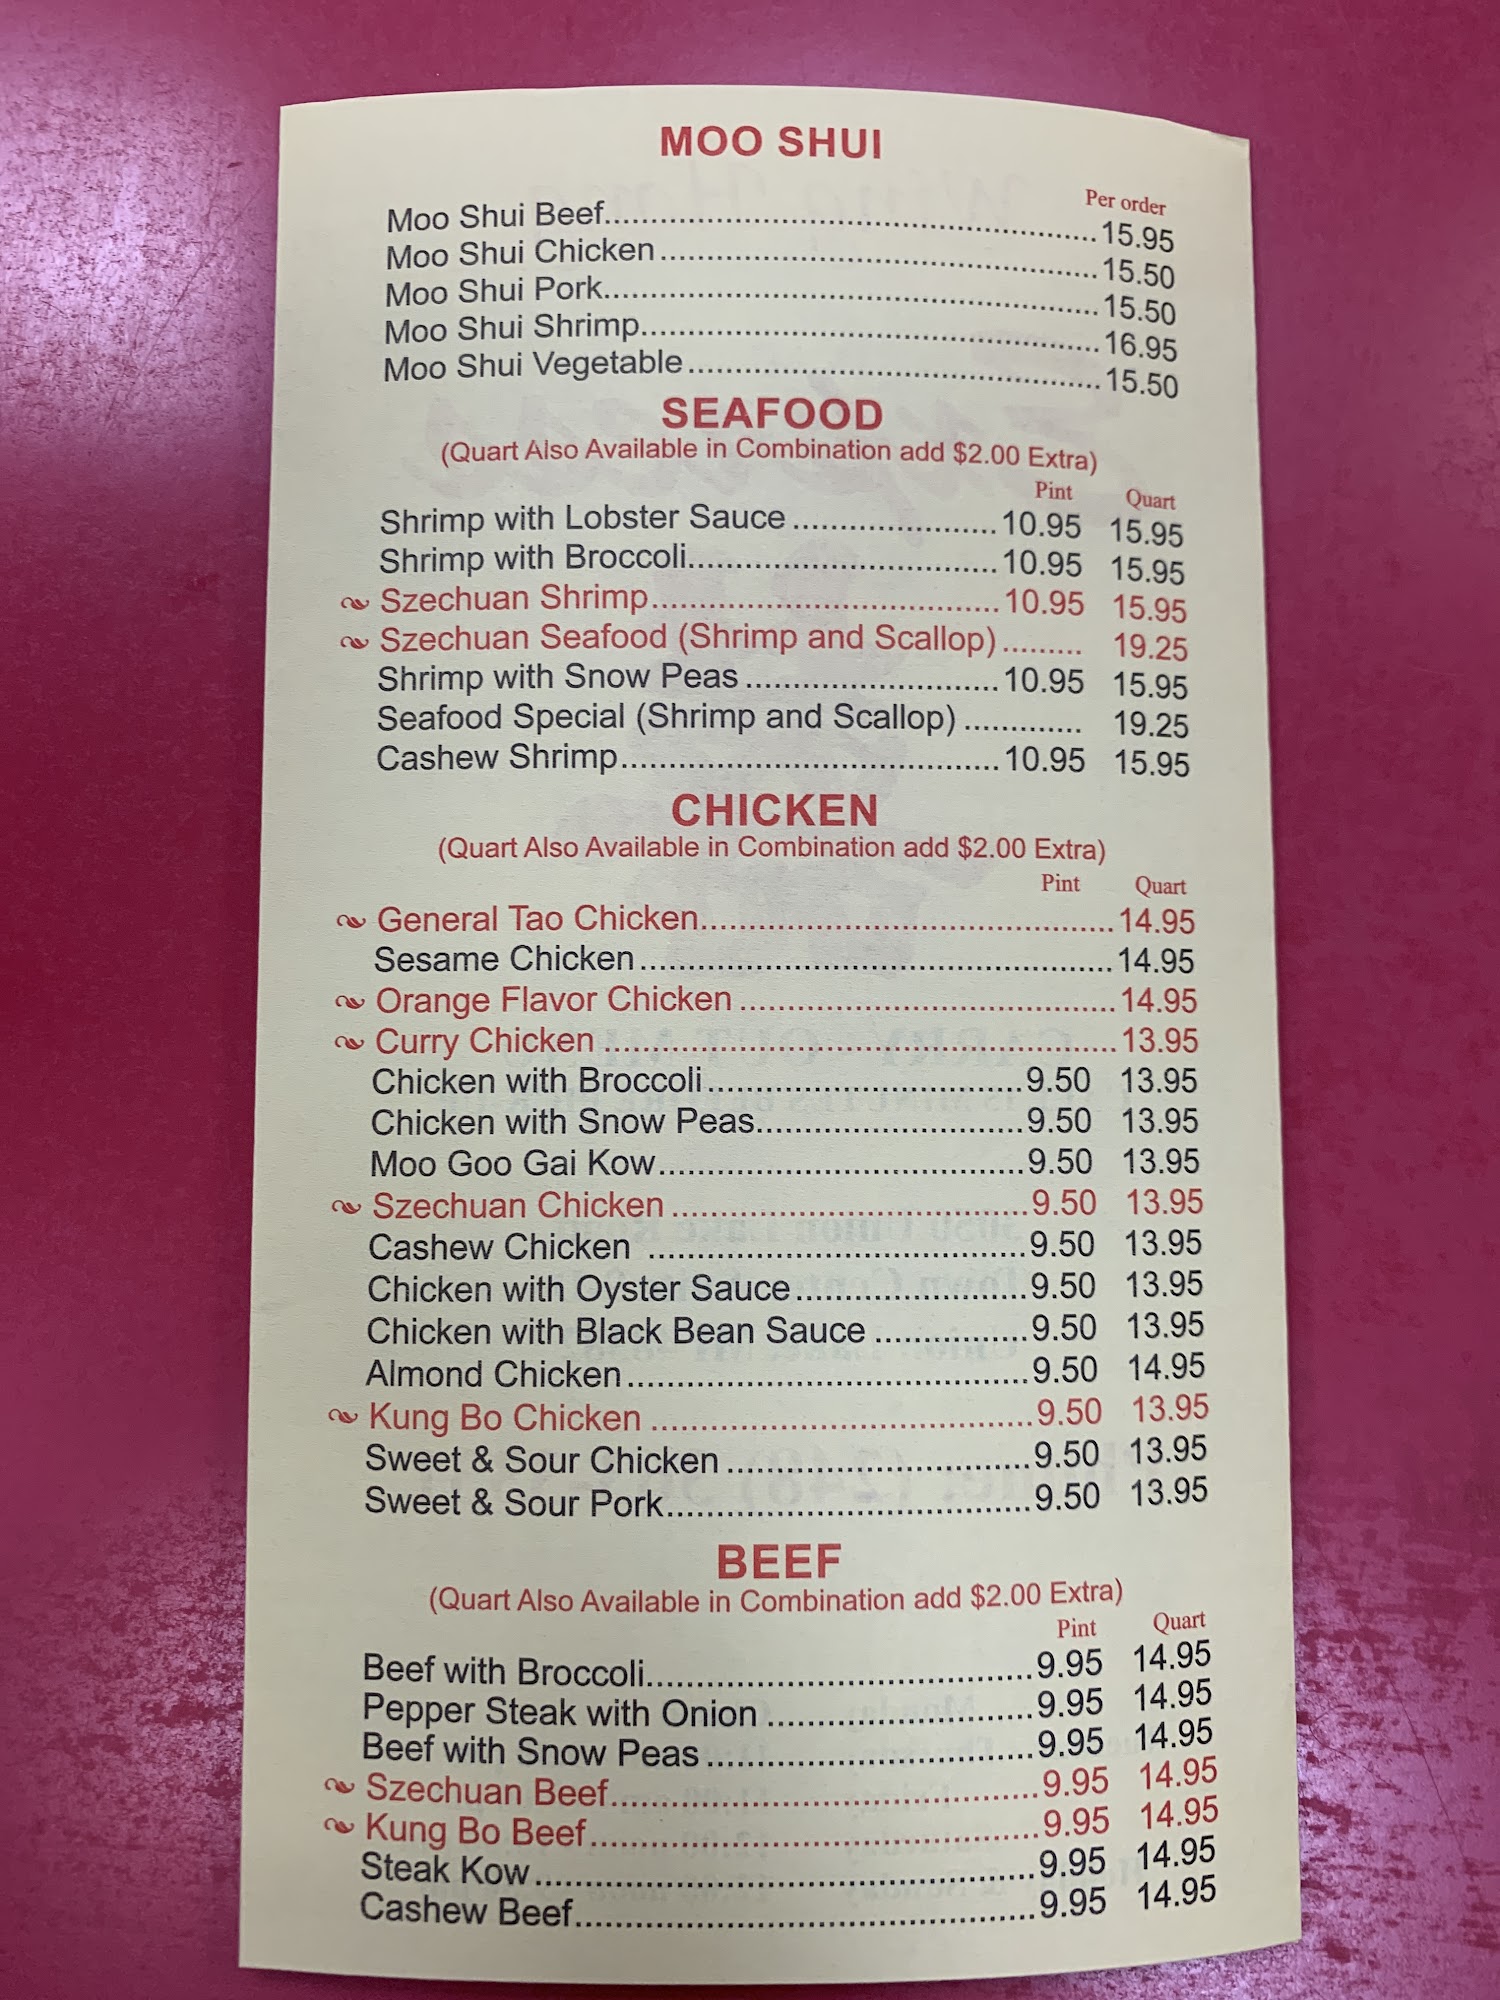 MOO SHUI
Per order
Moo Shui Beef 15.95
Moo Shui Chicken 15.50
Moo Shui Pork 15.50
Moo Shui Shrimp 16.95
Moo Shui Vegetable 15.50
SEAFOOD
(Quart Also Available in Combination add $2.00 Extra)
Pint Quart
Shrimp with Lobster Sauce 10.95 15.95
Shrimp with Broccoli 10.95 15.95
Szechuan Shrimp 10.95 15.95
Szechuan Seafood (Shrimp and Scallop) 19.25
Shrimp with Snow Peas 10.95 15.95
Seafood Special (Shrimp and Scallop) 19.25
Cashew Shrimp 10.95 15.95
CHICKEN
(Quart Also Available in Combination add $2.00 Extra)
Pint Quart
General Tao Chicken 14.95
Sesame Chicken 14.95
Orange Flavor Chicken 14.95
Curry Chicken 13.95
Chicken with Broccoli 9.50 13.95
Chicken with Snow Peas 9.50 13.95
Moo Goo Gai Kow 9.50 13.95
Szechuan Chicken 9.50 13.95
Cashew Chicken 9.50 13.95
Chicken with Oyster Sauce 9.50 13.95
Chicken with Black Bean Sauce 9.50 13.95
Almond Chicken 9.50 14.95
Kung Bo Chicken 9.50 13.95
Sweet & Sour Chicken 9.50 13.95
Sweet & Sour Pork 9.50 13.95
BEEF
(Quart Also Available in Combination add $2.00 Extra)
Pint Quart
Beef with Broccoli 9.95 14.95
Pepper Steak with Onion 9.95 14.95
Beef with Snow Peas 9.95 14.95
Szechuan Beef 9.95 14.95
Kung Bo Beef 9.95 14.95
Steak Kow 9.95 14.95
Cashew Beef 9.95 14.95